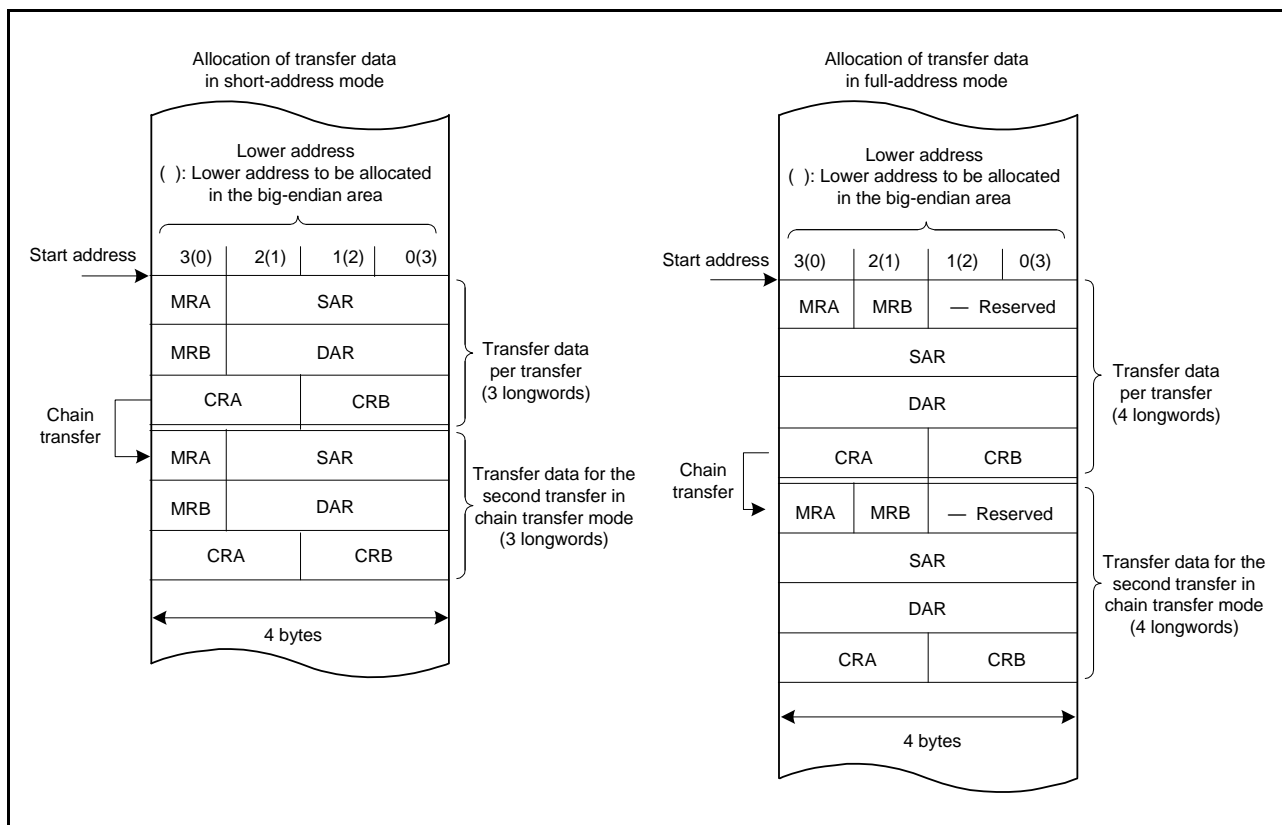 Allocation of transfer data
in short-address mode
Lower address
( ): Lower address to be allocated
in the big-endian area
Start address
3(0) 2(1) 1(2) 0(3)
MRA SAR
MRB DAR
CRA CRB
Transfer data
per transfer
(3 longwords)
Chain
transfer
MRA SAR
MRB DAR
CRA CRB
Transfer data for the
second transfer in
chain transfer mode
(3 longwords)
4 bytes
Allocation of transfer data
in full-address mode
Lower address
( ): Lower address to be allocated
in the big-endian area
Start address
3(0) 2(1) 1(2) 0(3)
MRA MRB — Reserved
SAR
DAR
CRA CRB
Transfer data
per transfer
(4 longwords)
Chain
transfer
MRA MRB — Reserved
SAR
DAR
CRA CRB
Transfer data for the
second transfer in
chain transfer mode
(4 longwords)
4 bytes